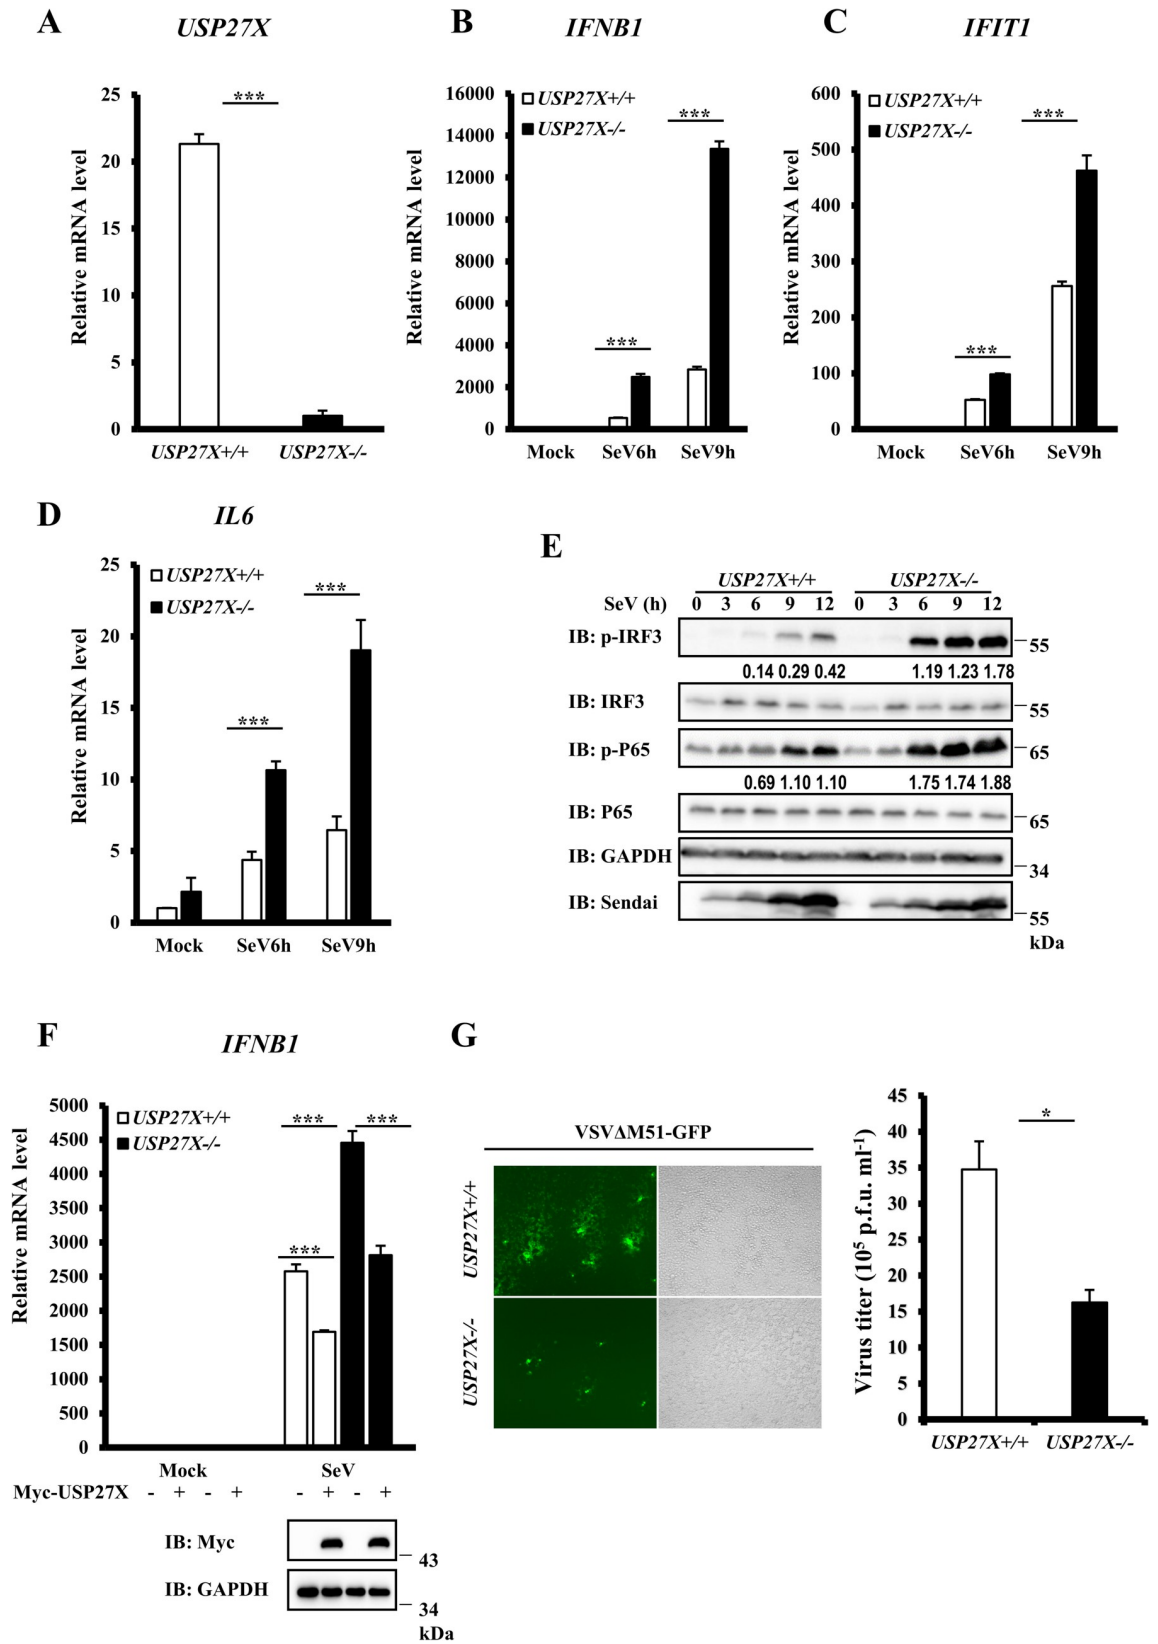 A
USP27X
Relative mRNA level
25
20
15
10
5
0
***
USP27X+/+
USP27X-/-
B
IFNB1
Relative mRNA level
16000
14000
12000
10000
8000
6000
4000
2000
0
USP27X+/+
USP27X-/-
***
***
Mock
SeV6h
SeV9h
C
IFIT1
Relative mRNA level
600
500
400
300
200
100
0
USP27X+/+
USP27X-/-
***
***
Mock
SeV6h
SeV9h
D
IL6
Relative mRNA level
25
20
15
10
5
0
USP27X+/+
USP27X-/-
***
***
Mock
SeV6h
SeV9h
E
USP27X+/+
USP27X-/-
SeV (h) 0 3 6 9 12 0 3 6 9 12
IB: p-IRF3
55
0.14 0.29 0.42 1.19 1.23 1.78
IB: IRF3
55
IB: p-P65
65
0.69 1.10 1.10 1.75 1.74 1.88
IB: P65
65
IB: GAPDH
34
IB: Sendai
55
kDa
F
IFNB1
Relative mRNA level
5000
4500
4000
3500
3000
2500
2000
1500
1000
500
0
USP27X+/+
USP27X-/-
***
***
***
Mock
SeV
Myc-USP27X - + - + - + - +
IB: Myc
43
IB: GAPDH
34
kDa
G
VSVΔM51-GFP
USP27X+/+
USP27X-/-
Virus titer (10⁵ p.f.u. ml⁻¹)
45
40
35
30
25
20
15
10
5
0
*
USP27X+/+
USP27X-/-